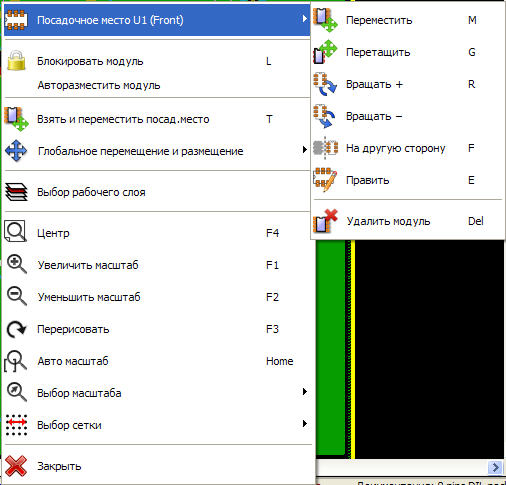 Посадочное место U1 (Front)
Блокировать модуль L
Авторазместить модуль
Взять и переместить посад.место T
Глобальное перемещение и размещение
Выбор рабочего слоя
Центр F4
Увеличить масштаб F1
Уменьшить масштаб F2
Перерисовать F3
Авто масштаб Home
Выбор масштаба
Выбор сетки
Закрыть
Переместить M
Перетащить G
Вращать + R
Вращать −
На другую сторону F
Править E
Удалить модуль Del